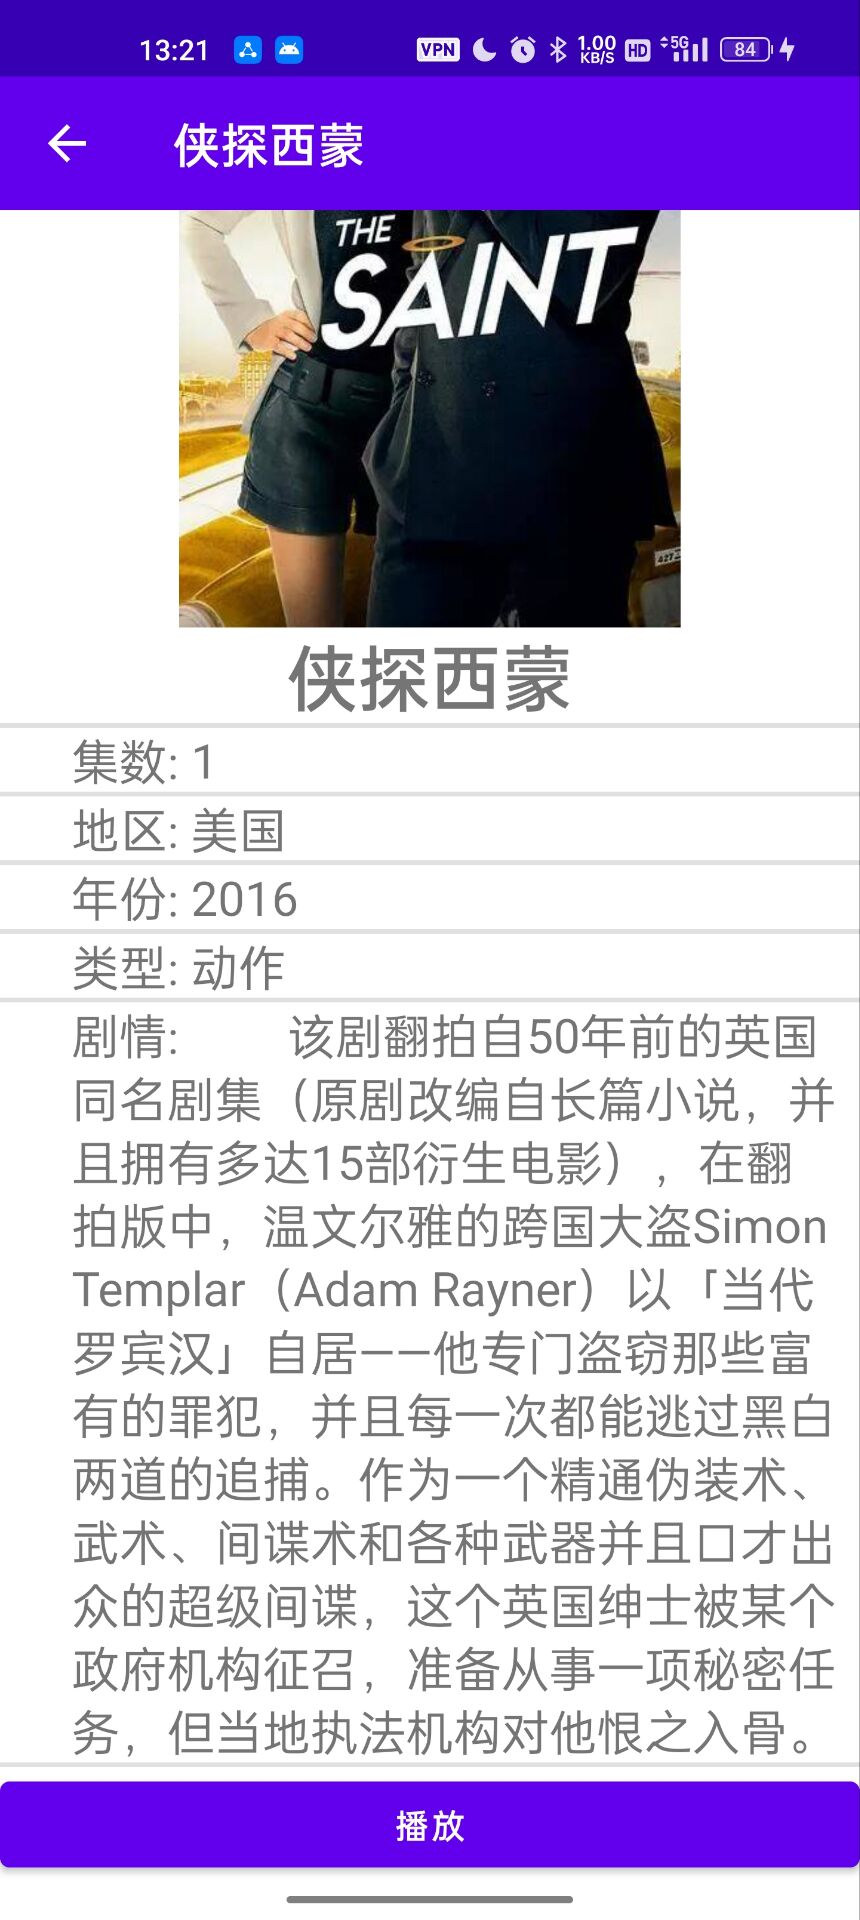 13:21 VPN 1.00 KB/S HD 5G 84
侠探西蒙
THE
SAINT
427
侠探西蒙
集数: 1
地区: 美国
年份: 2016
类型: 动作
剧情: 该剧翻拍自50年前的英国
同名剧集（原剧改编自长篇小说，并
且拥有多达15部衍生电影），在翻
拍版中，温文尔雅的跨国大盗Simon
Templar（Adam Rayner）以「当代
罗宾汉」自居——他专门盗窃那些富
有的罪犯，并且每一次都能逃过黑白
两道的追捕。作为一个精通伪装术、
武术、间谍术和各种武器并且口才出
众的超级间谍，这个英国绅士被某个
政府机构征召，准备从事一项秘密任
务，但当地执法机构对他恨之入骨。
播放